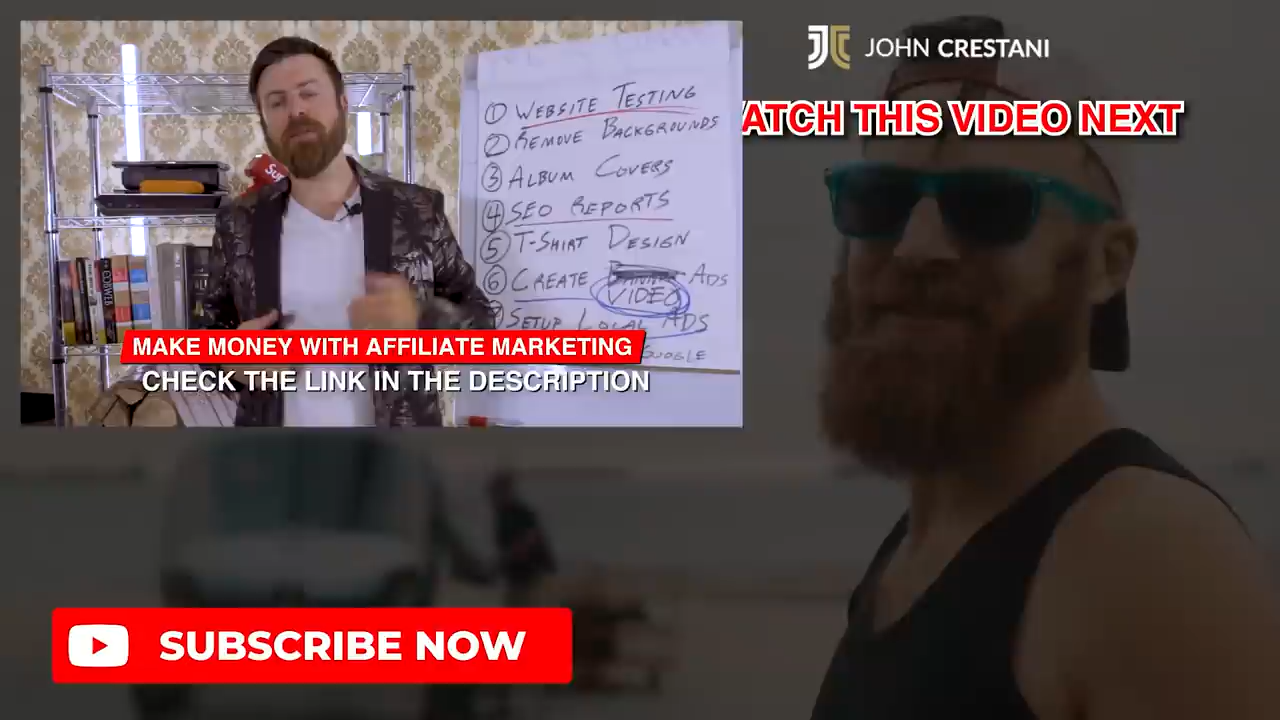 JOHN CRESTANI
ATCH THIS VIDEO NEXT
① WEBSITE TESTING
② REMOVE BACKGROUNDS
③ ALBUM COVERS
④ SEO REPORTS
⑤ T-SHIRT DESIGN
⑥ CREATE ADS
VIDEO
SETUP LOCAL ADS
GOOGLE
MAKE MONEY WITH AFFILIATE MARKETING
CHECK THE LINK IN THE DESCRIPTION
SUBSCRIBE NOW